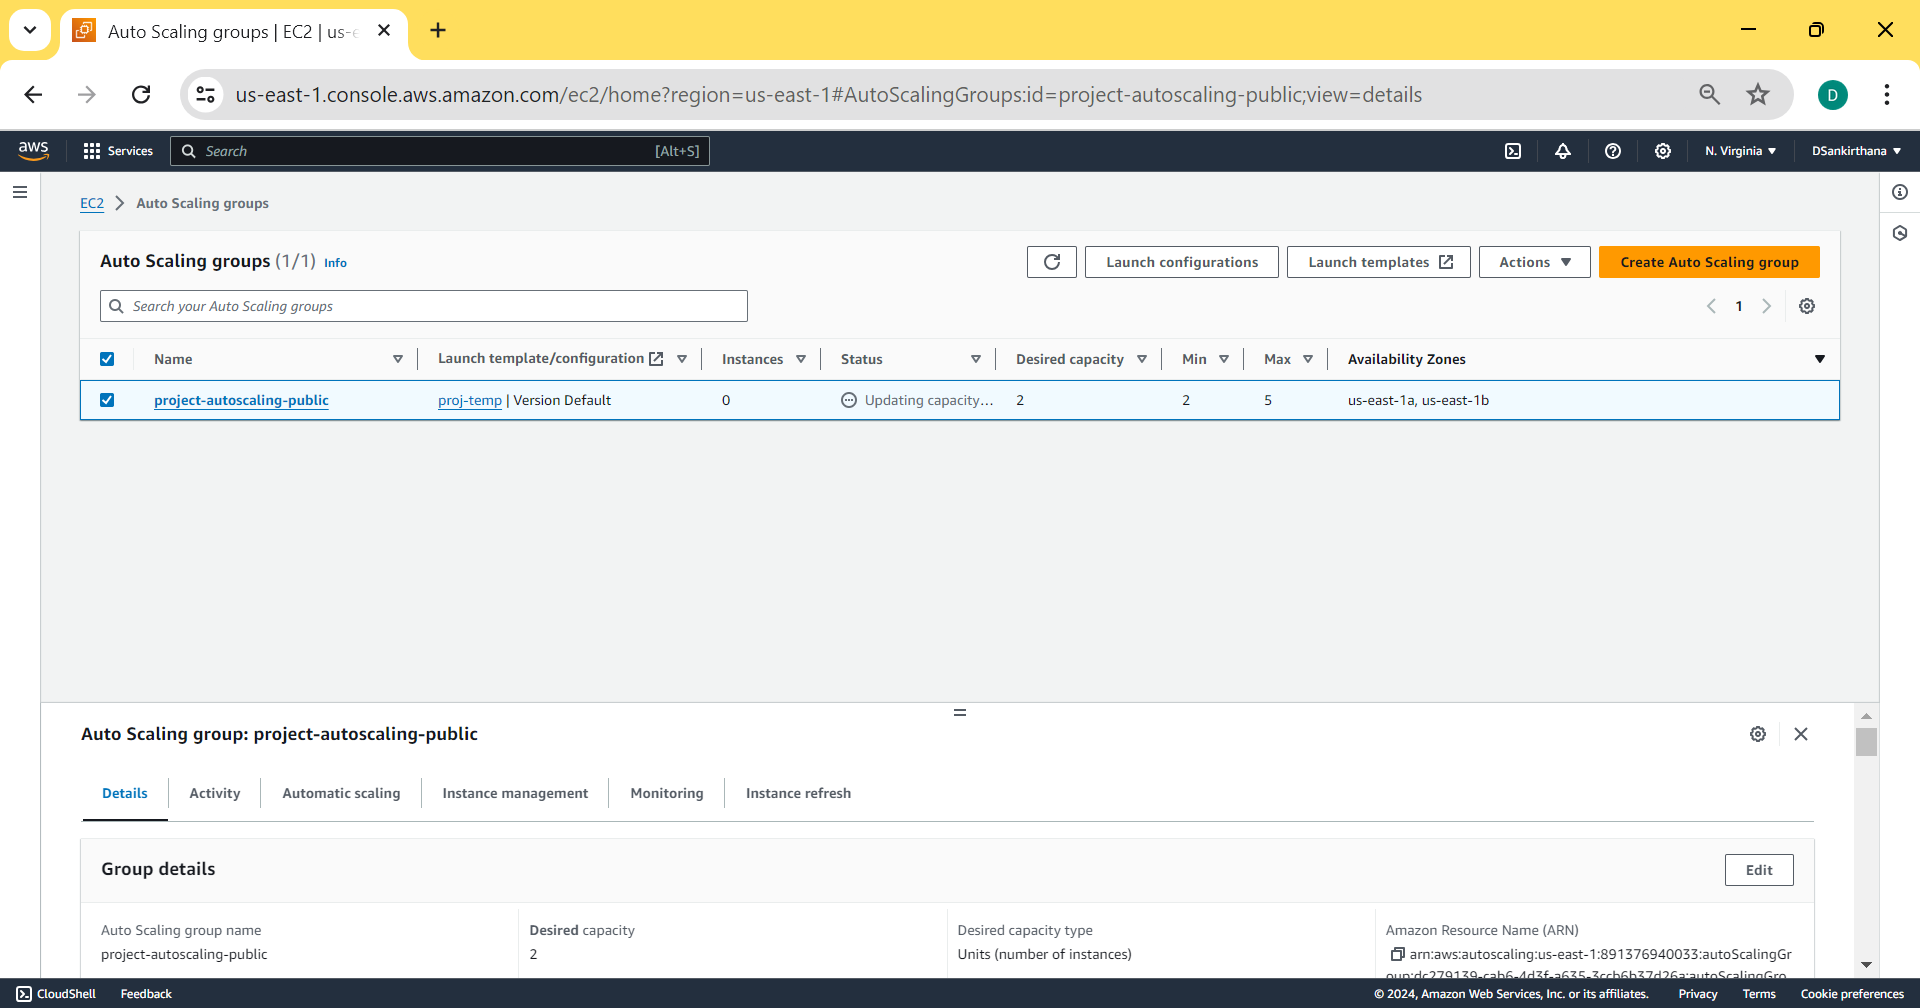 Auto Scaling groups | EC2 | us-e
us-east-1.console.aws.amazon.com/ec2/home?region=us-east-1#AutoScalingGroups:id=project-autoscaling-public;view=details
D
aws Services Search [Alt+S] N. Virginia DSankirthana
EC2 Auto Scaling groups
Auto Scaling groups (1/1) Info Launch configurations Launch templates Actions Create Auto Scaling group
Search your Auto Scaling groups 1
Name Launch template/configuration Instances Status Desired capacity Min Max Availability Zones
project-autoscaling-public proj-temp | Version Default 0 Updating capacity... 2 2 5 us-east-1a, us-east-1b
Auto Scaling group: project-autoscaling-public
Details Activity Automatic scaling Instance management Monitoring Instance refresh
Group details Edit
Auto Scaling group name Desired capacity Desired capacity type Amazon Resource Name (ARN)
project-autoscaling-public 2 Units (number of instances) arn:aws:autoscaling:us-east-1:891376940033:autoScalingGr
oup:dc279139-cab6-4d3f-a635-3ccb6b37d26a:autoScalingGro
CloudShell Feedback © 2024, Amazon Web Services, Inc. or its affiliates. Privacy Terms Cookie preferences